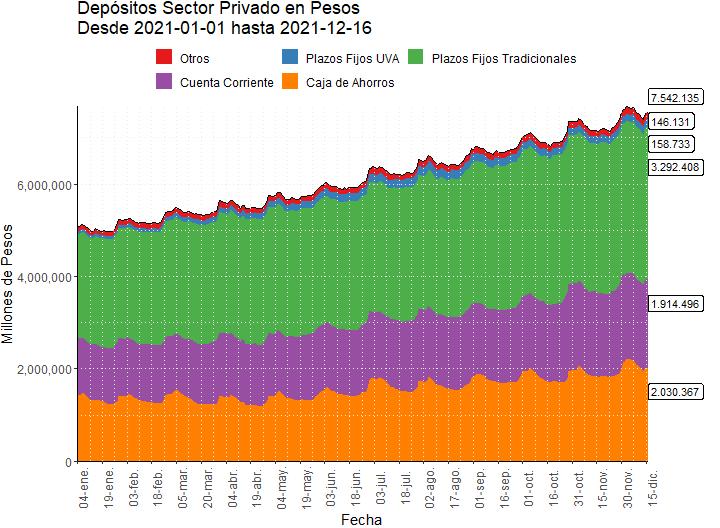 Depósitos Sector Privado en Pesos
Desde 2021-01-01 hasta 2021-12-16
Otros
Plazos Fijos UVA
Plazos Fijos Tradicionales
Cuenta Corriente
Caja de Ahorros
7.542.135
146.131
158.733
3.292.408
1.914.496
2.030.367
Millones de Pesos
6,000,000
4,000,000
2,000,000
0
04-ene.
19-ene.
03-feb.
18-feb.
05-mar.
20-mar.
04-abr.
19-abr.
04-may.
19-may.
03-jun.
18-jun.
03-jul.
18-jul.
02-ago.
17-ago.
01-sep.
16-sep.
01-oct.
16-oct.
31-oct.
15-nov.
30-nov.
15-dic.
Fecha